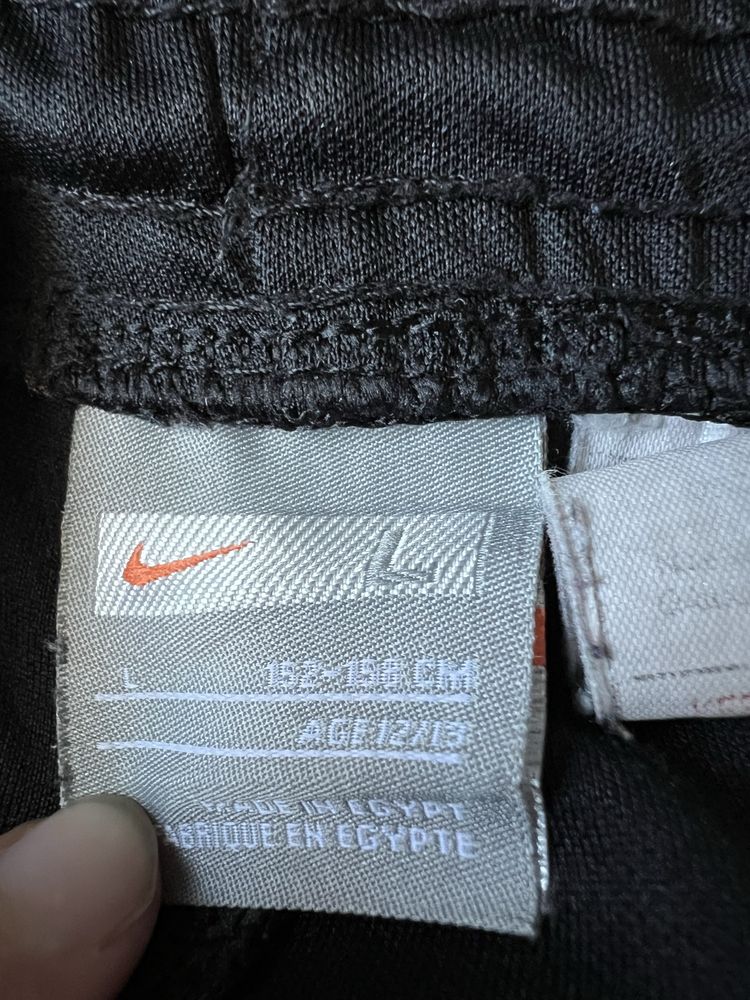 L
L 152-158 CM
AGE 12/13
MADE IN EGYPT
FABRIQUE EN EGYPTE